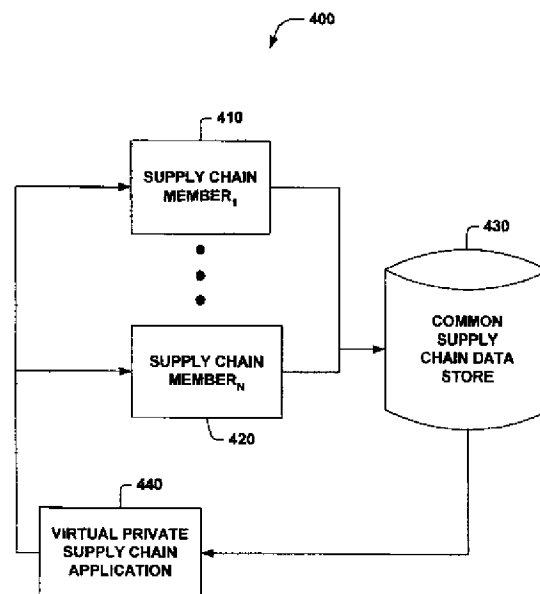 400
410
SUPPLY CHAIN
MEMBER₁
430
COMMON
SUPPLY
CHAIN DATA
STORE
SUPPLY CHAIN
MEMBER_N
420
440
VIRTUAL PRIVATE
SUPPLY CHAIN
APPLICATION